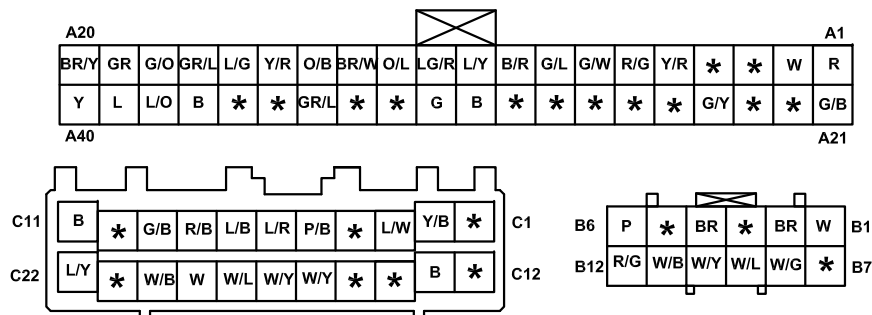 A20 A1
BR/Y GR G/O GR/L L/G Y/R O/B BR/W O/L LG/R L/Y B/R G/L G/W R/G Y/R * * W R
Y L L/O B * * GR/L * * G B * * * * * G/Y * * G/B
A40 A21
C11 B * G/B R/B L/B L/R P/B * L/W Y/B * C1
C22 L/Y * W/B W W/L W/Y W/Y * * B * C12
B6 P * BR * BR W B1
B12 R/G W/B W/Y W/L W/G * B7